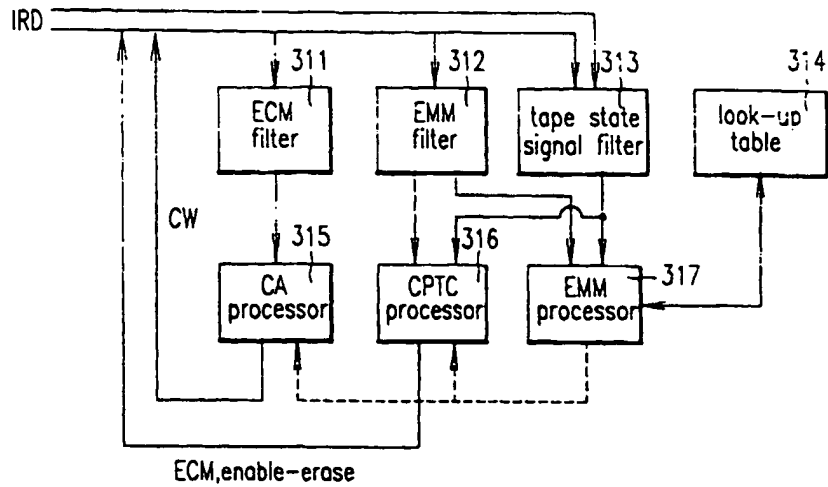 IRD
311
312
313
314
ECM
filter
EMM
filter
tape state
signal filter
look-up
table
CW
315
316
317
CA
processor
CPTC
processor
EMM
processor
ECM,enable-erase